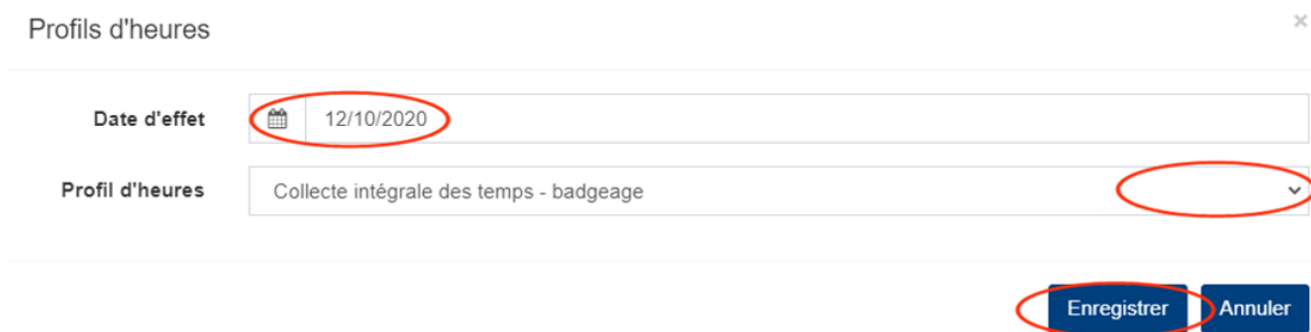 Profils d'heures
Date d'effet 12/10/2020
Profil d'heures Collecte intégrale des temps - badgeage
Enregistrer Annuler